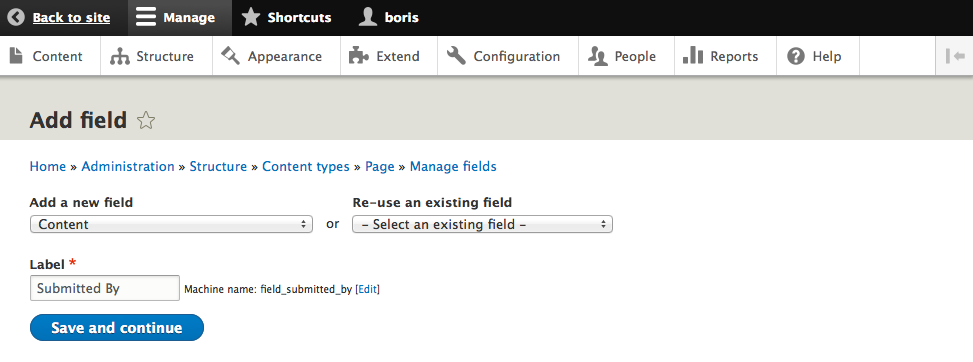 Back to site Manage Shortcuts boris
Content Structure Appearance Extend Configuration People Reports Help
Add field
Home » Administration » Structure » Content types » Page » Manage fields
Add a new field Re-use an existing field
Content or - Select an existing field -
Label *
Submitted By Machine name: field_submitted_by [Edit]
Save and continue